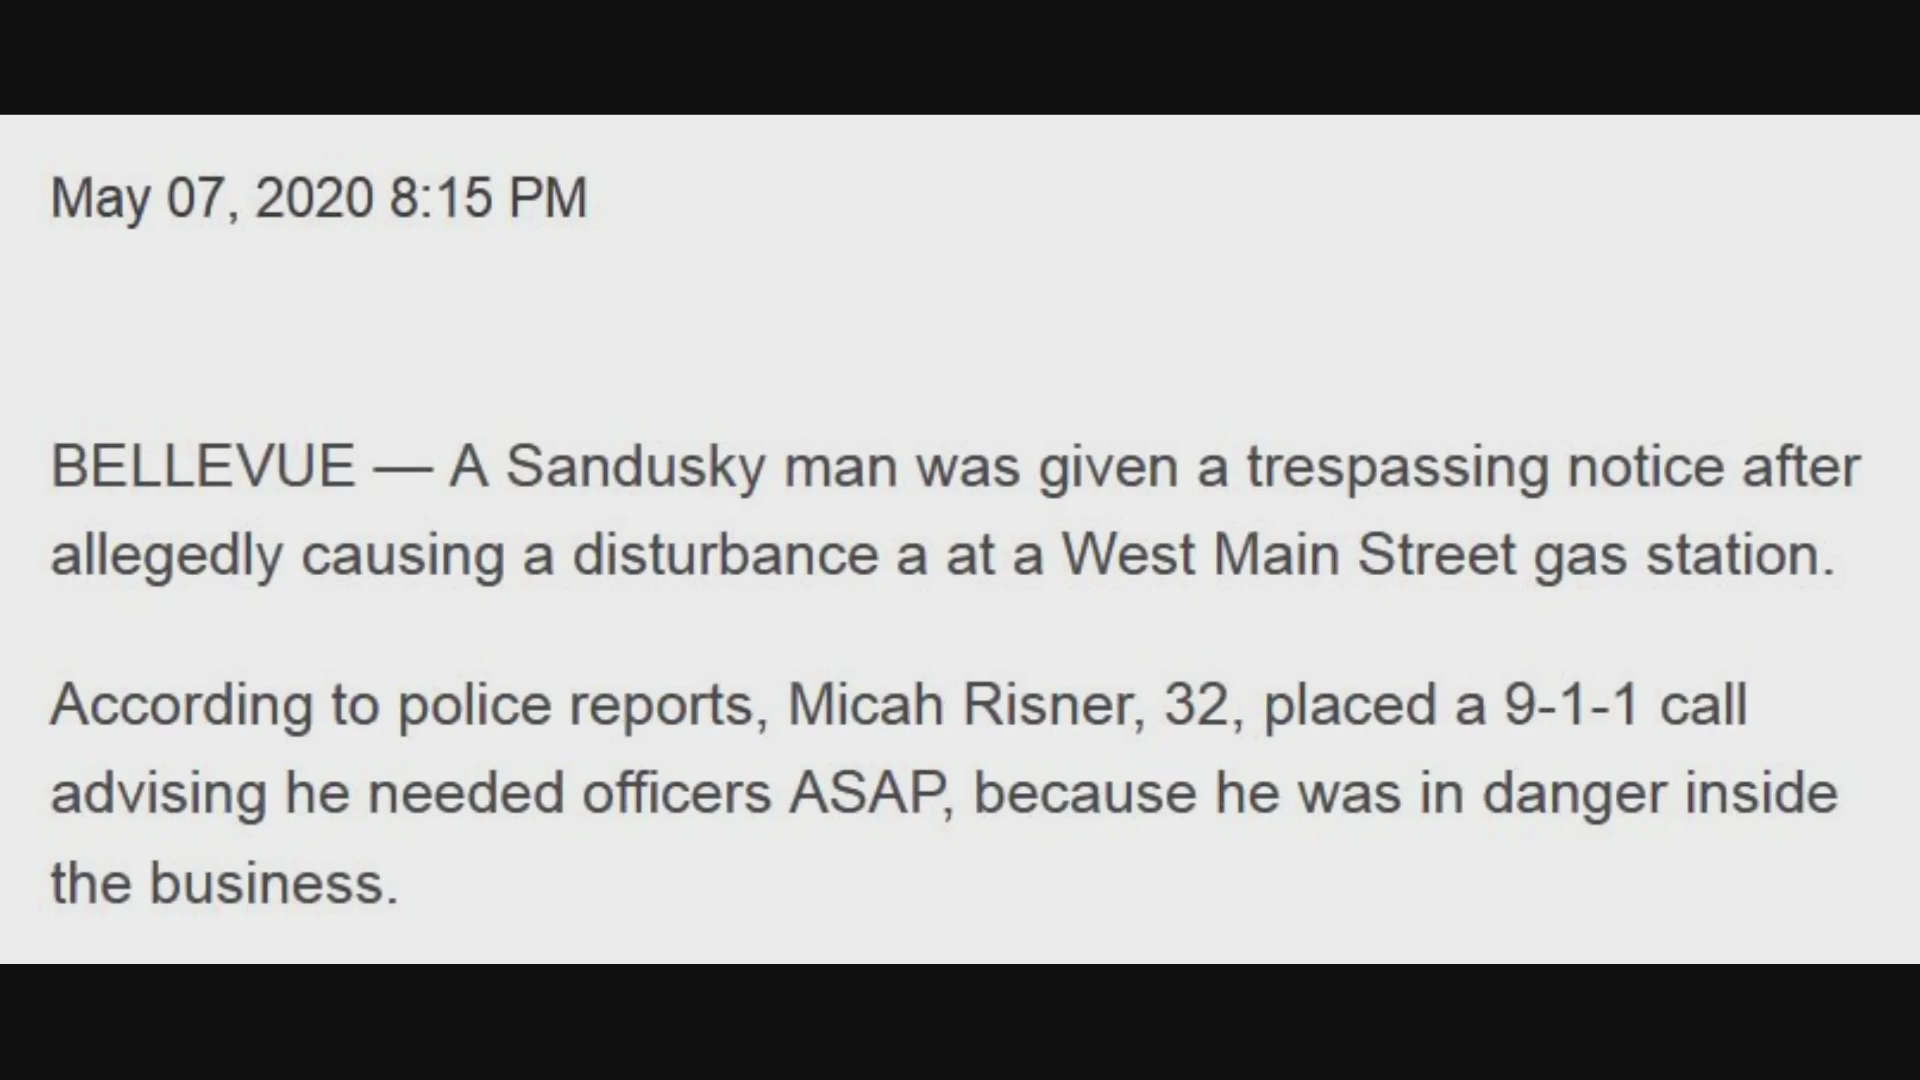 May 07, 2020 8:15 PM
BELLEVUE — A Sandusky man was given a trespassing notice after
allegedly causing a disturbance a at a West Main Street gas station.
According to police reports, Micah Risner, 32, placed a 9-1-1 call
advising he needed officers ASAP, because he was in danger inside
the business.